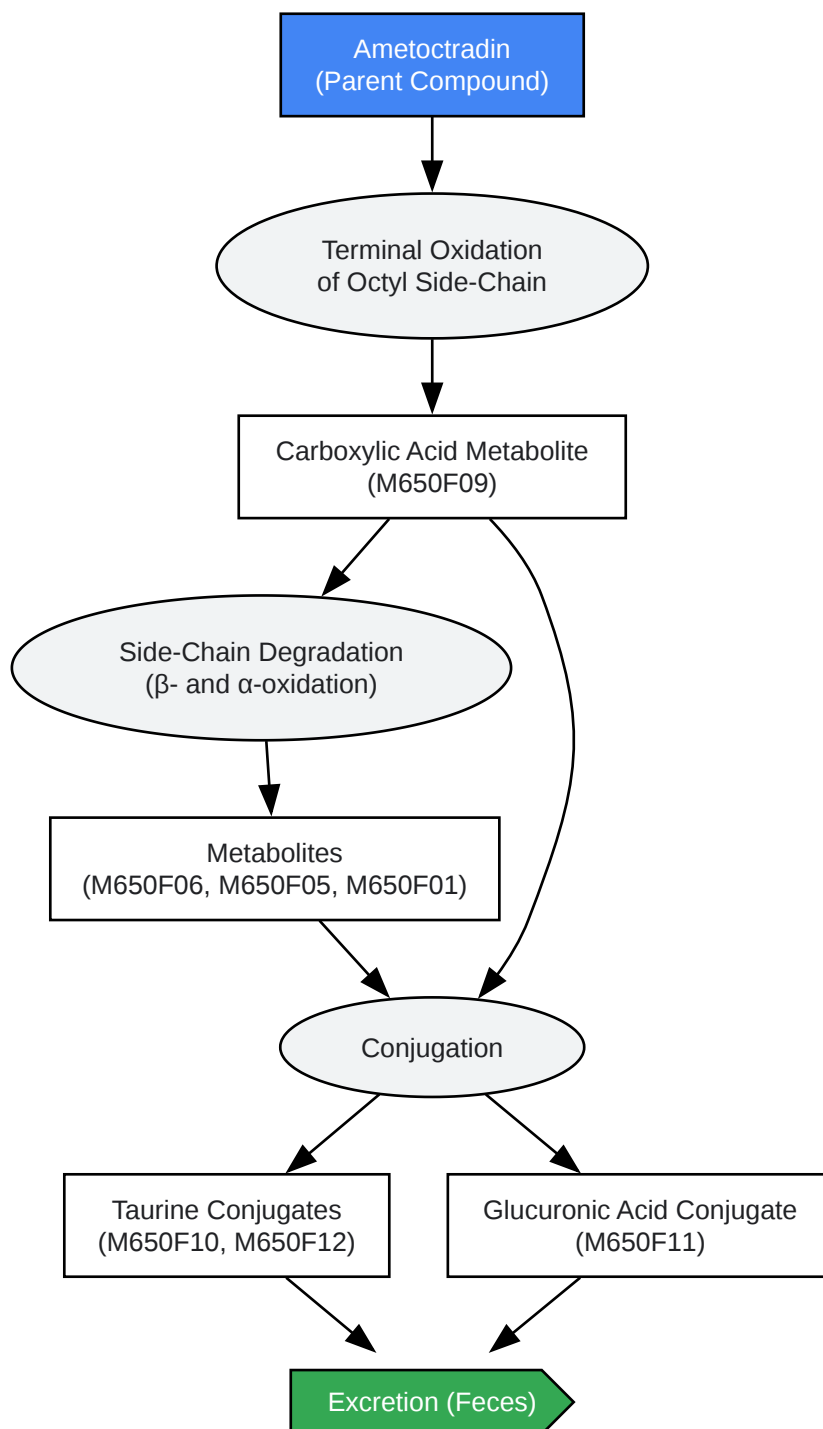 Ametoctradin
(Parent Compound)
Terminal Oxidation
of Octyl Side-Chain
Carboxylic Acid Metabolite
(M650F09)
Side-Chain Degradation
(β- and α-oxidation)
Metabolites
(M650F06, M650F05, M650F01)
Conjugation
Taurine Conjugates
(M650F10, M650F12)
Glucuronic Acid Conjugate
(M650F11)
Excretion (Feces)